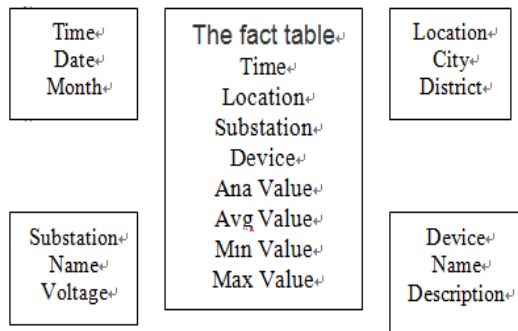 Time
Date
Month
The fact table
Time
Location
Substation
Device
Ana Value
Avg Value
Min Value
Max Value
Location
City
District
Substation
Name
Voltage
Device
Name
Description